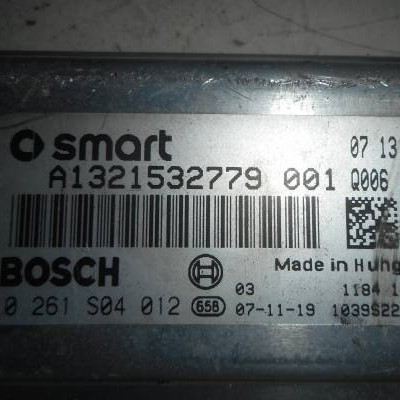 smart 07 13
A1321532779 001 Q006
BOSCH Made in Hung
0 261 S04 012 658 03 1184 1
07-11-19 1039S22